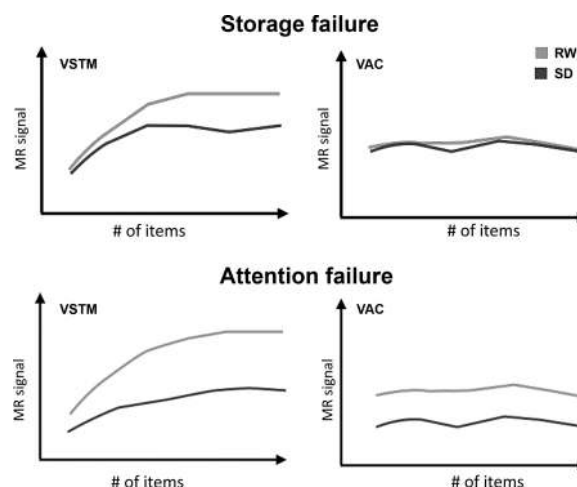 Storage failure
VSTM
VAC
RW
SD
MR signal
MR signal
# of items
# of items
Attention failure
VSTM
VAC
MR signal
MR signal
# of items
# of items